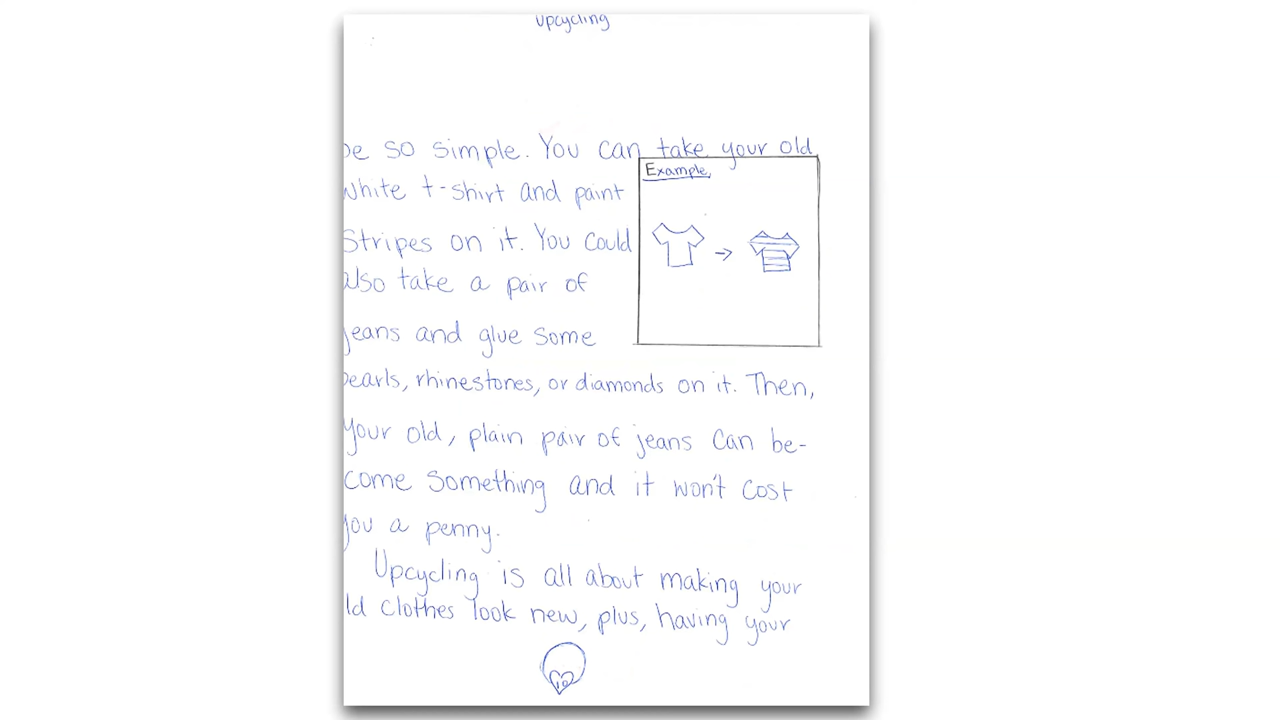 Upcycling
be so simple. You can take your old
Example,
white t-shirt and paint
stripes on it. You could
also take a pair of
jeans and glue some
pearls, rhinestones, or diamonds on it. Then,
your old, plain pair of jeans can be-
come something and it won't cost
you a penny.
Upcycling is all about making your
ld clothes look new, plus, having your
10